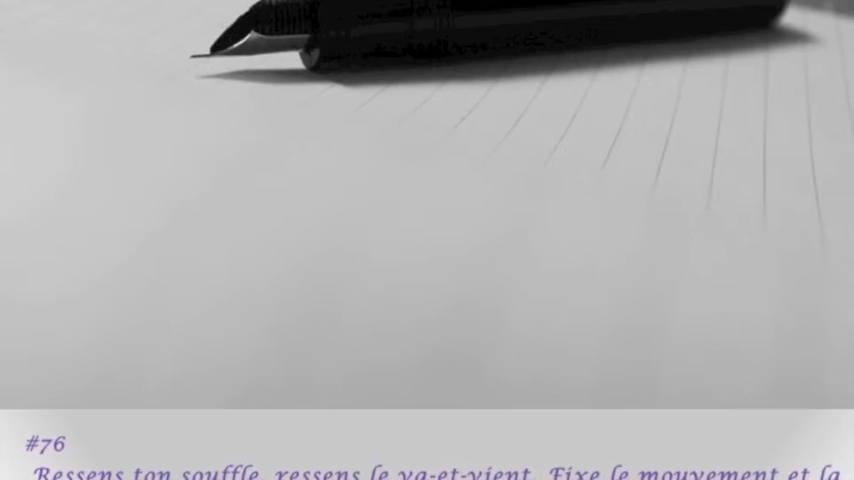 #76
Ressens ton souffle, ressens le va-et-vient. Fixe le mouvement et la